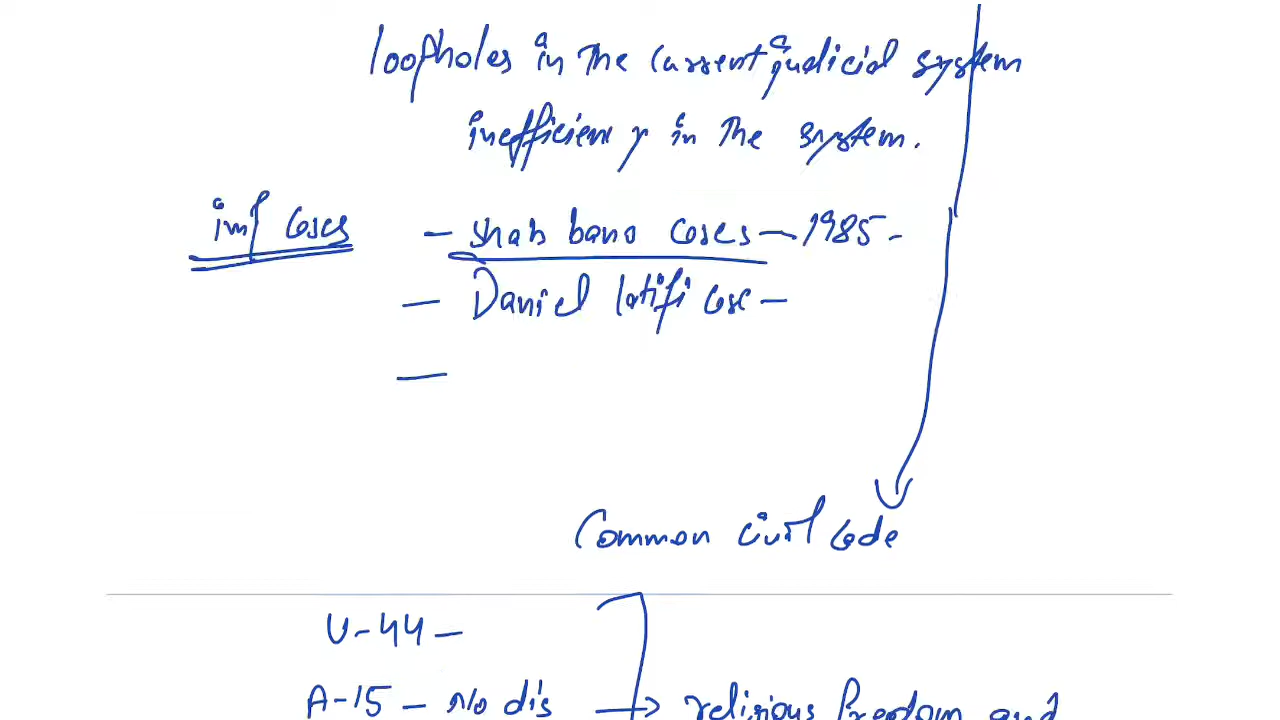 loopholes in the current judicial system
inefficiency in the system.
imp cases - shah bano cases - 1985 -
- Daniel latifi case -
-
Common civil code
U-44 -
A-15 - no dis → religious freedom and